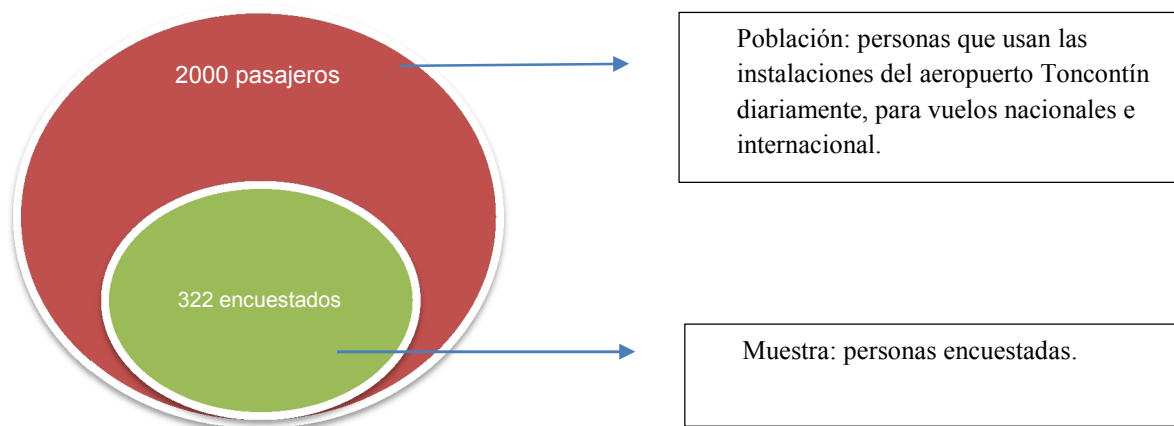 2000 pasajeros
Población: personas que usan las
instalaciones del aeropuerto Toncontín
diariamente, para vuelos nacionales e
internacional.
322 encuestados
Muestra: personas encuestadas.